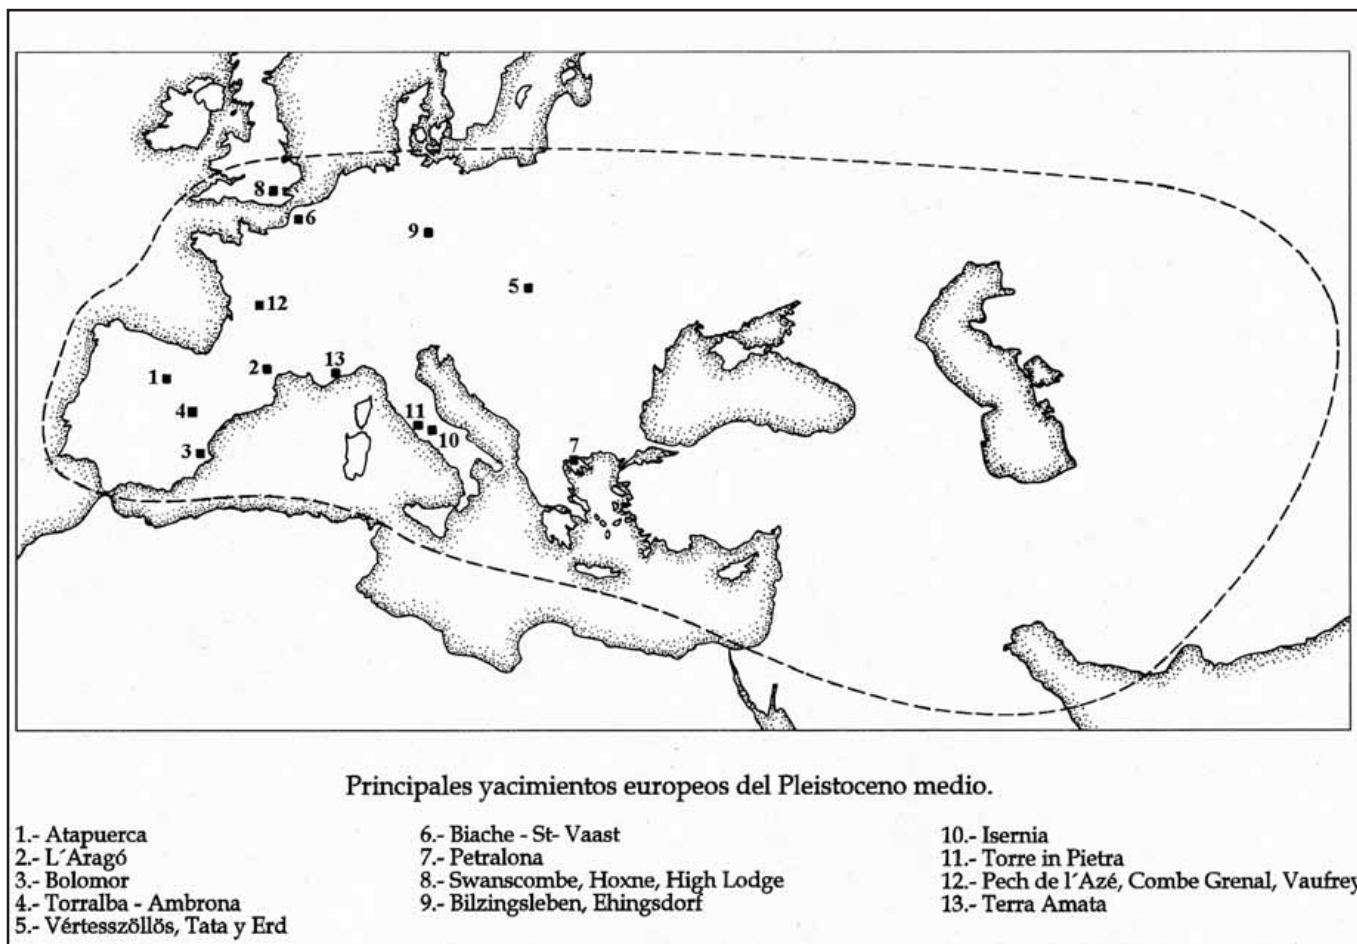 8
6
9
5
12
13
2
1
11
4
10
7
3
Principales yacimientos europeos del Pleistoceno medio.
1.- Atapuerca
2.- L´Aragó
3.- Bolomor
4.- Torralba - Ambrona
5.- Vértesszöllös, Tata y Erd
6.- Biache - St- Vaast
7.- Petralona
8.- Swanscombe, Hoxne, High Lodge
9.- Bilzingsleben, Ehingsdorf
10.- Isernia
11.- Torre in Pietra
12.- Pech de l´Azé, Combe Grenal, Vaufrey
13.- Terra Amata